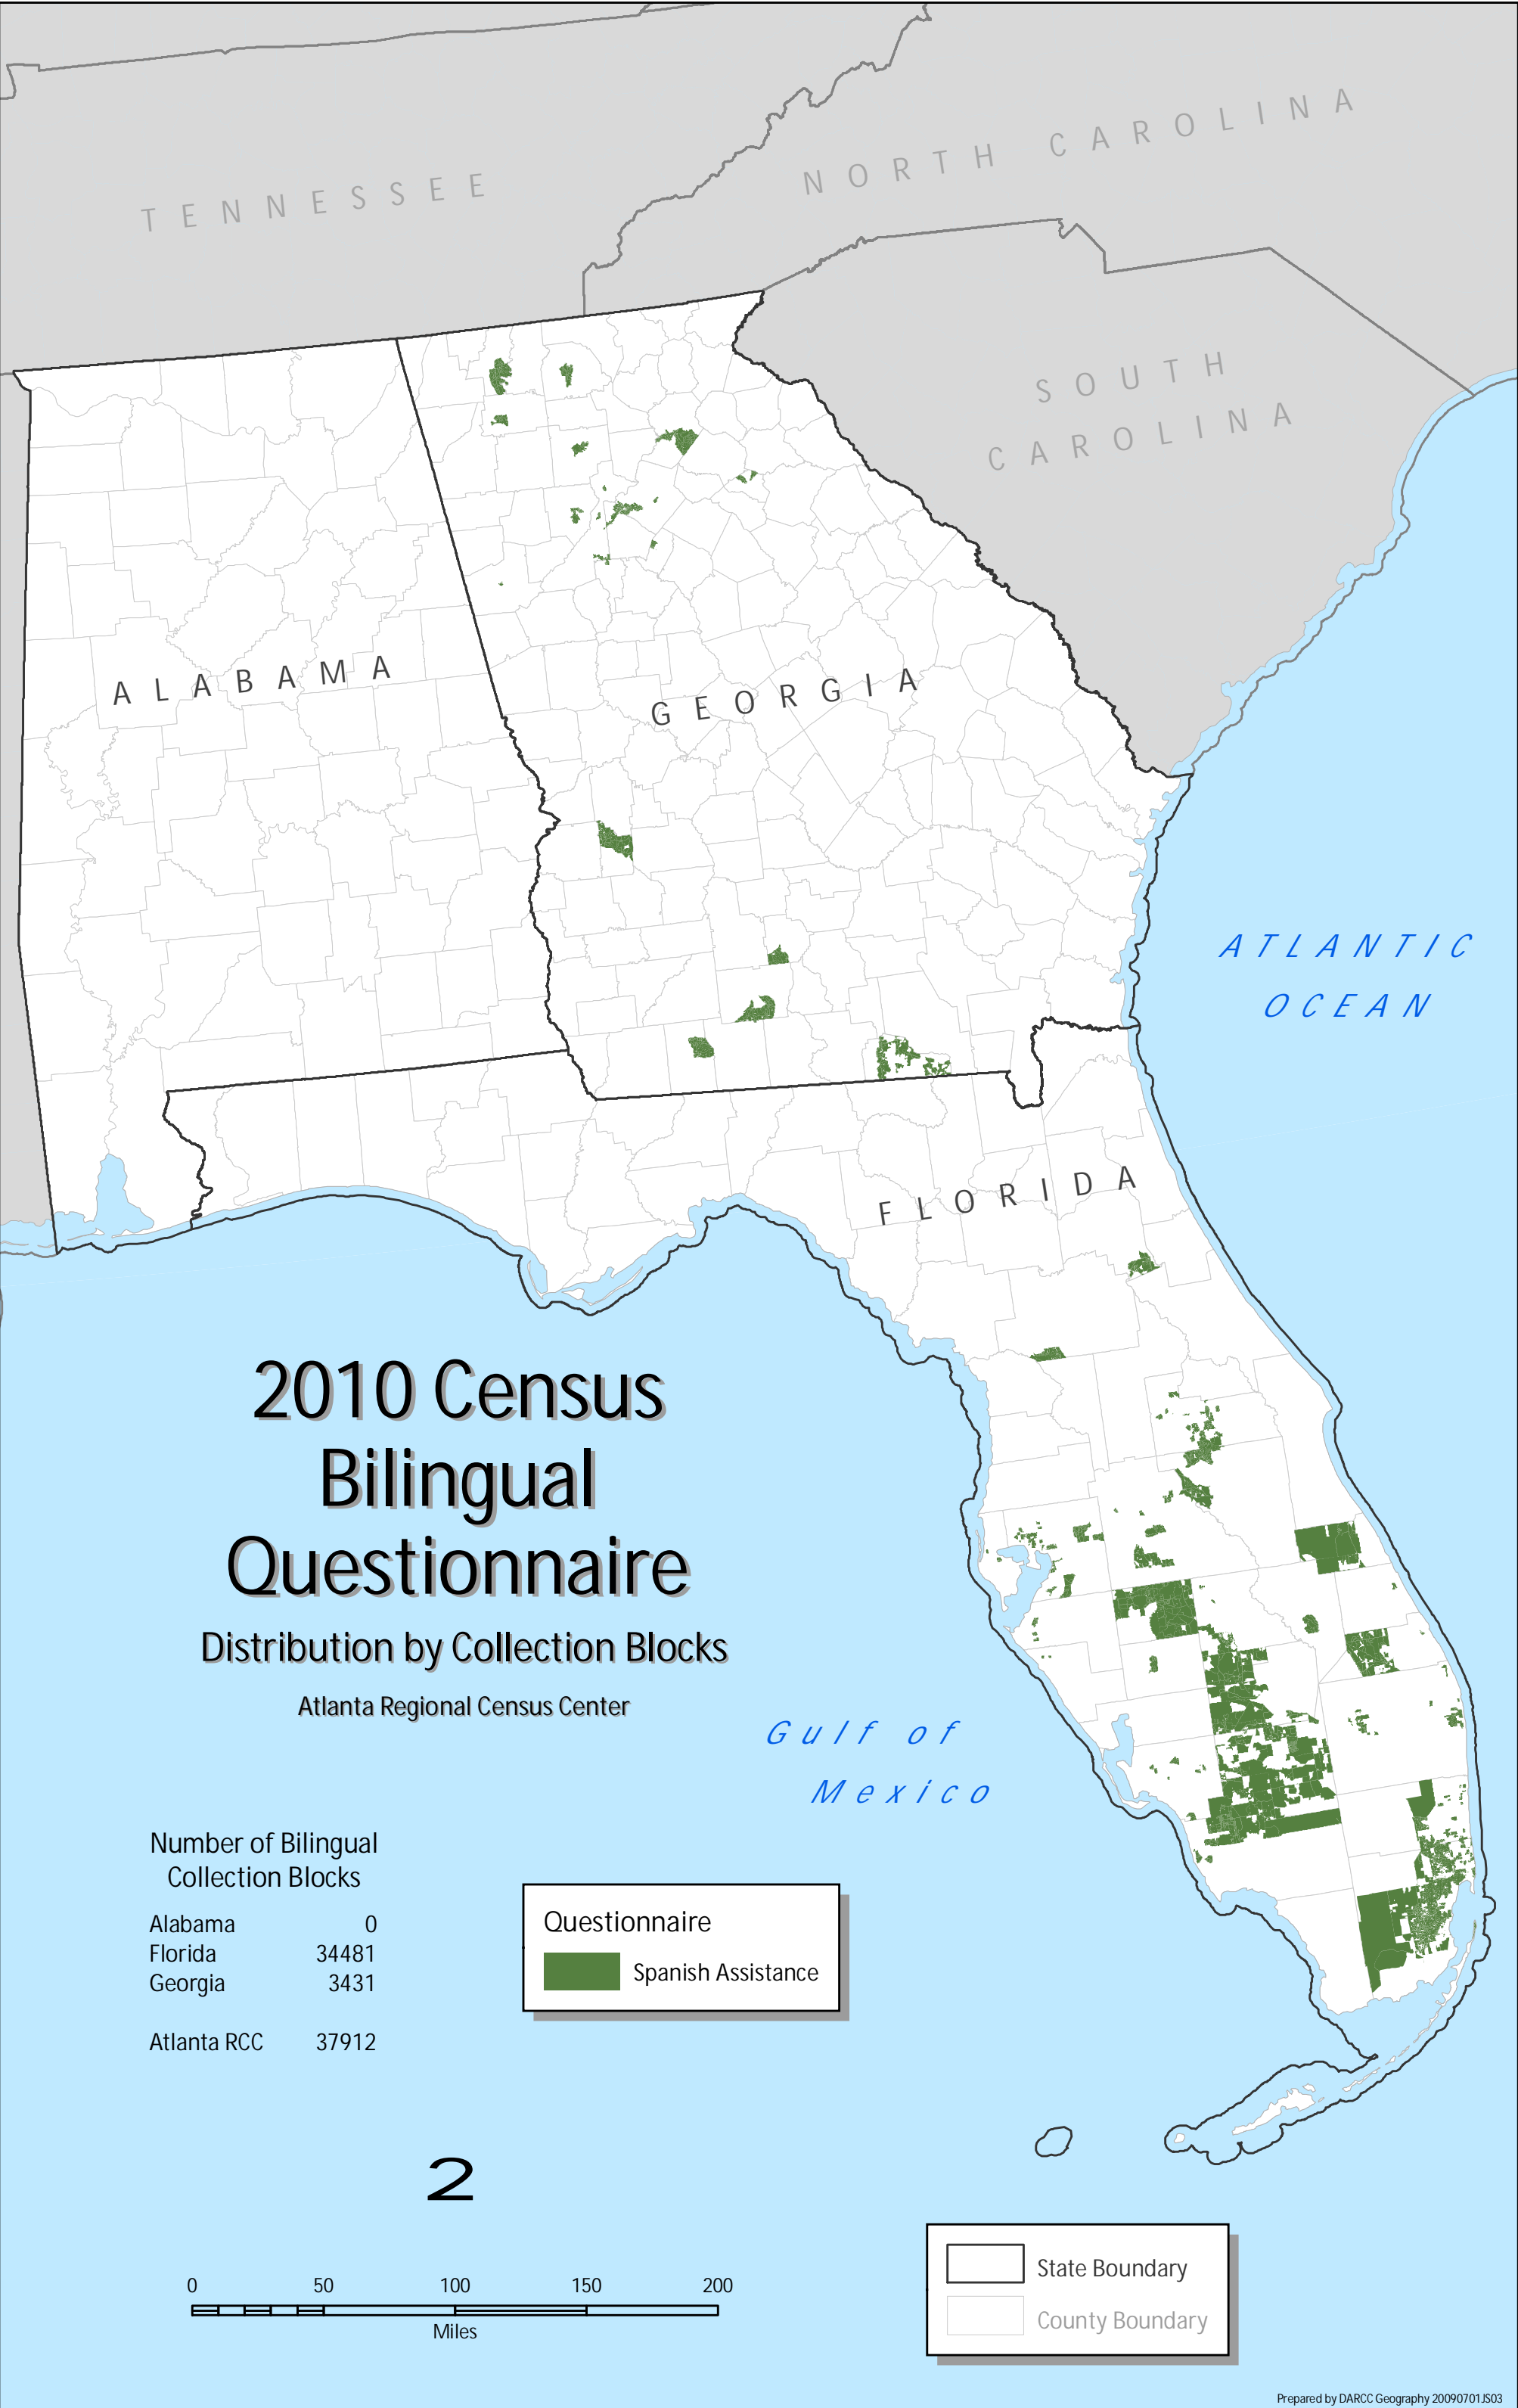 TENNESSEE
NORTH CAROLINA
SOUTH
CAROLINA
ALABAMA
GEORGIA
ATLANTIC
OCEAN
FLORIDA
2010 Census
Bilingual
Questionnaire
Distribution by Collection Blocks
Atlanta Regional Census Center
Gulf of
Mexico
Number of Bilingual
Collection Blocks
Alabama 0
Florida 34481
Georgia 3431
Atlanta RCC 37912
Questionnaire
Spanish Assistance
2
0 50 100 150 200
Miles
State Boundary
County Boundary
Prepared by DARCC Geography 20090701JS03